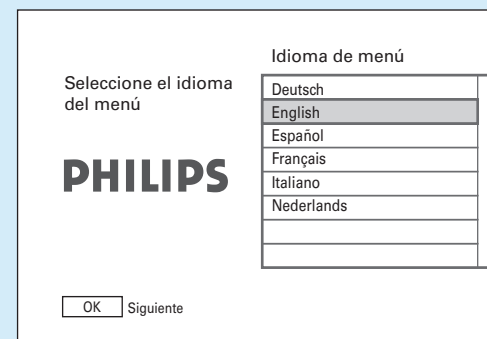 Idioma de menú
Seleccione el idioma
del menú
Deutsch
English
Español
Français
Italiano
Nederlands
PHILIPS
OK Siguiente